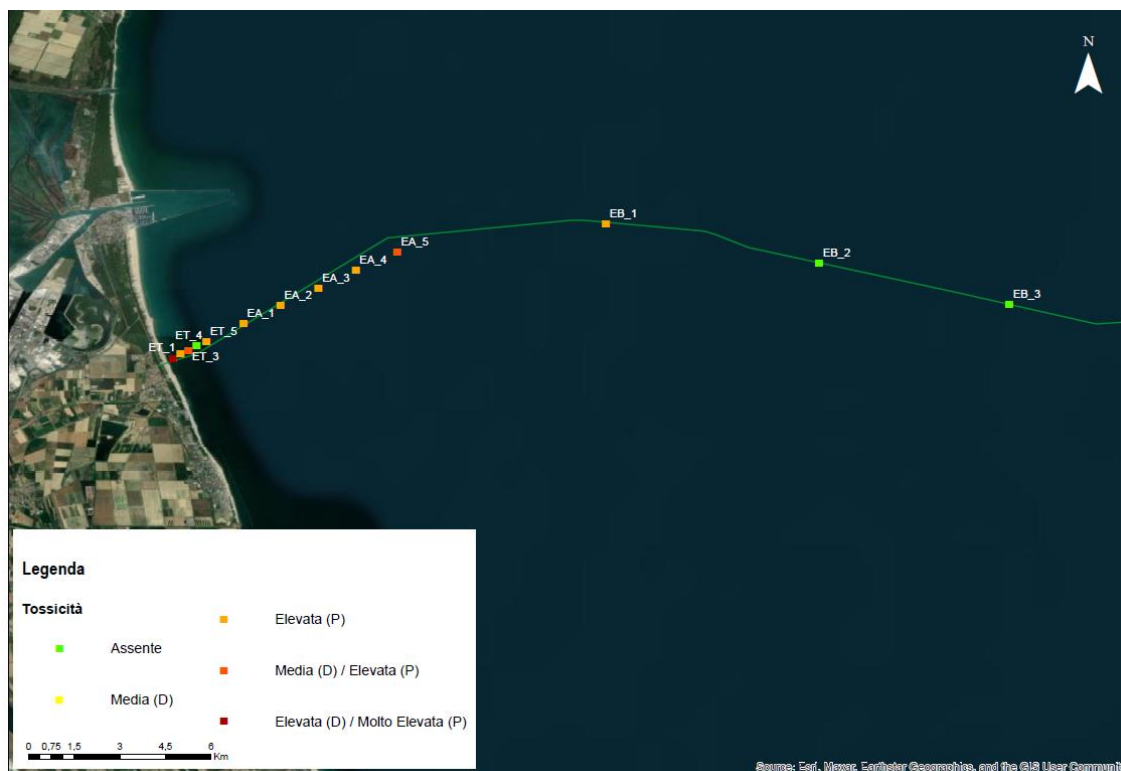 N
EB_1
EA_5
EB_2
EA_4
EA_3
EB_3
EA_2
EA_1
ET_4 ET_5
ET_1
ET_3
Legenda
Tossicità
Elevata (P)
Assente
Media (D) / Elevata (P)
Media (D)
Elevata (D) / Molto Elevata (P)
0 0,75 1,5 3 4,5 6
Km
Source: Esri, Maxar, Earthstar Geographics, and the GIS User Communit